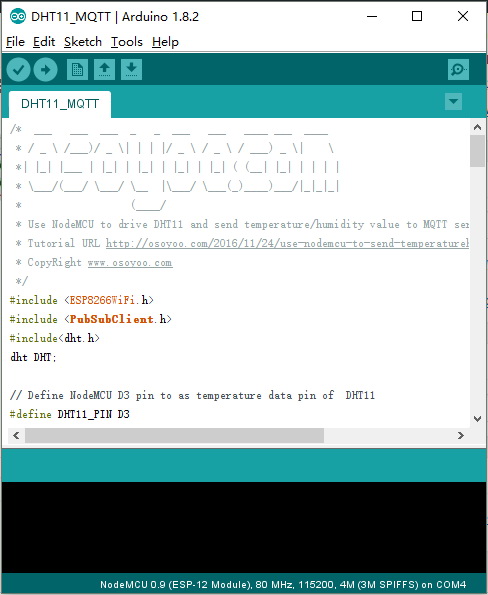 DHT11_MQTT | Arduino 1.8.2
File Edit Sketch Tools Help
DHT11_MQTT
/*
 * Use NodeMCU to drive DHT11 and send temperature/humidity value to MQTT
 * Tutorial URL http://osoyoo.com/2016/11/24/use-nodemcu-to-send-temperature
 * CopyRight www.osoyoo.com
 */
#include <ESP8266WiFi.h>
#include <PubSubClient.h>
#include<dht.h>
dht DHT;
// Define NodeMCU D3 pin to as temperature data pin of  DHT11
#define DHT11_PIN D3
NodeMCU 0.9 (ESP-12 Module), 80 MHz, 115200, 4M (3M SPIFFS) on COM4